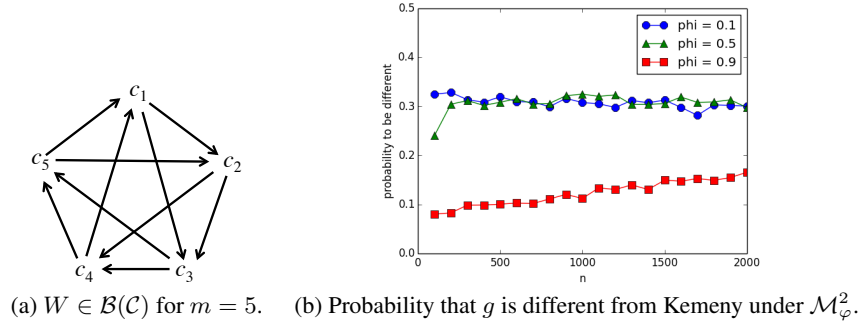 c₁
c₂
c₃
c₄
c₅
(a) W ∈ 𝓑(𝓒) for m = 5.
probability to be different
0.5
0.4
0.3
0.2
0.1
0.0
0
500
1000
1500
2000
n
phi = 0.1
phi = 0.5
phi = 0.9
(b) Probability that g is different from Kemeny under 𝓜²_φ.